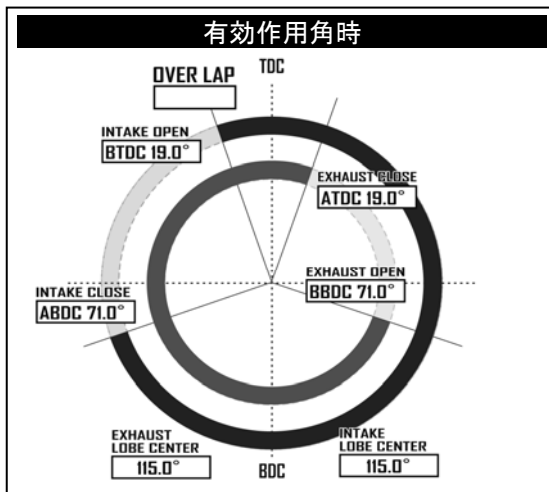 有効作用角時
TDC
OVER LAP
INTAKE OPEN
BTDC 19.0°
EXHAUST CLOSE
ATDC 19.0°
EXHAUST OPEN
BBDC 71.0°
INTAKE CLOSE
ABDC 71.0°
EXHAUST
LOBE CENTER
115.0°
BDC
INTAKE
LOBE CENTER
115.0°